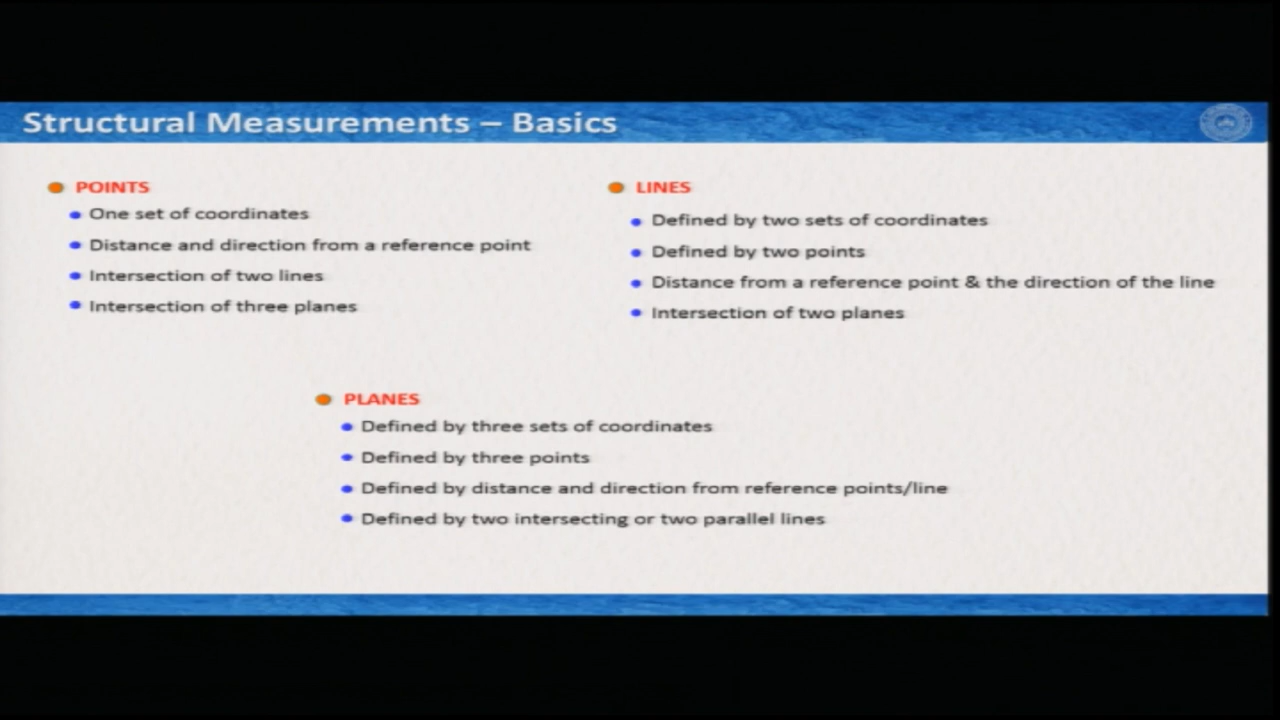 Structural Measurements – Basics
POINTS
One set of coordinates
Distance and direction from a reference point
Intersection of two lines
Intersection of three planes
LINES
Defined by two sets of coordinates
Defined by two points
Distance from a reference point & the direction of the line
Intersection of two planes
PLANES
Defined by three sets of coordinates
Defined by three points
Defined by distance and direction from reference points/line
Defined by two intersecting or two parallel lines